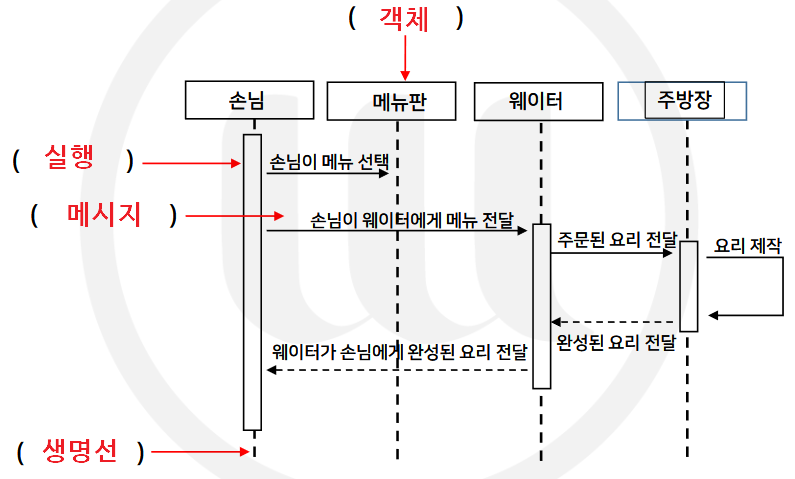 ( 객체 )
손님
메뉴판
웨이터
주방장
( 실행 )
손님이 메뉴 선택
( 메시지 )
손님이 웨이터에게 메뉴 전달
주문된 요리 전달
요리 제작
완성된 요리 전달
웨이터가 손님에게 완성된 요리 전달
( 생명선 )